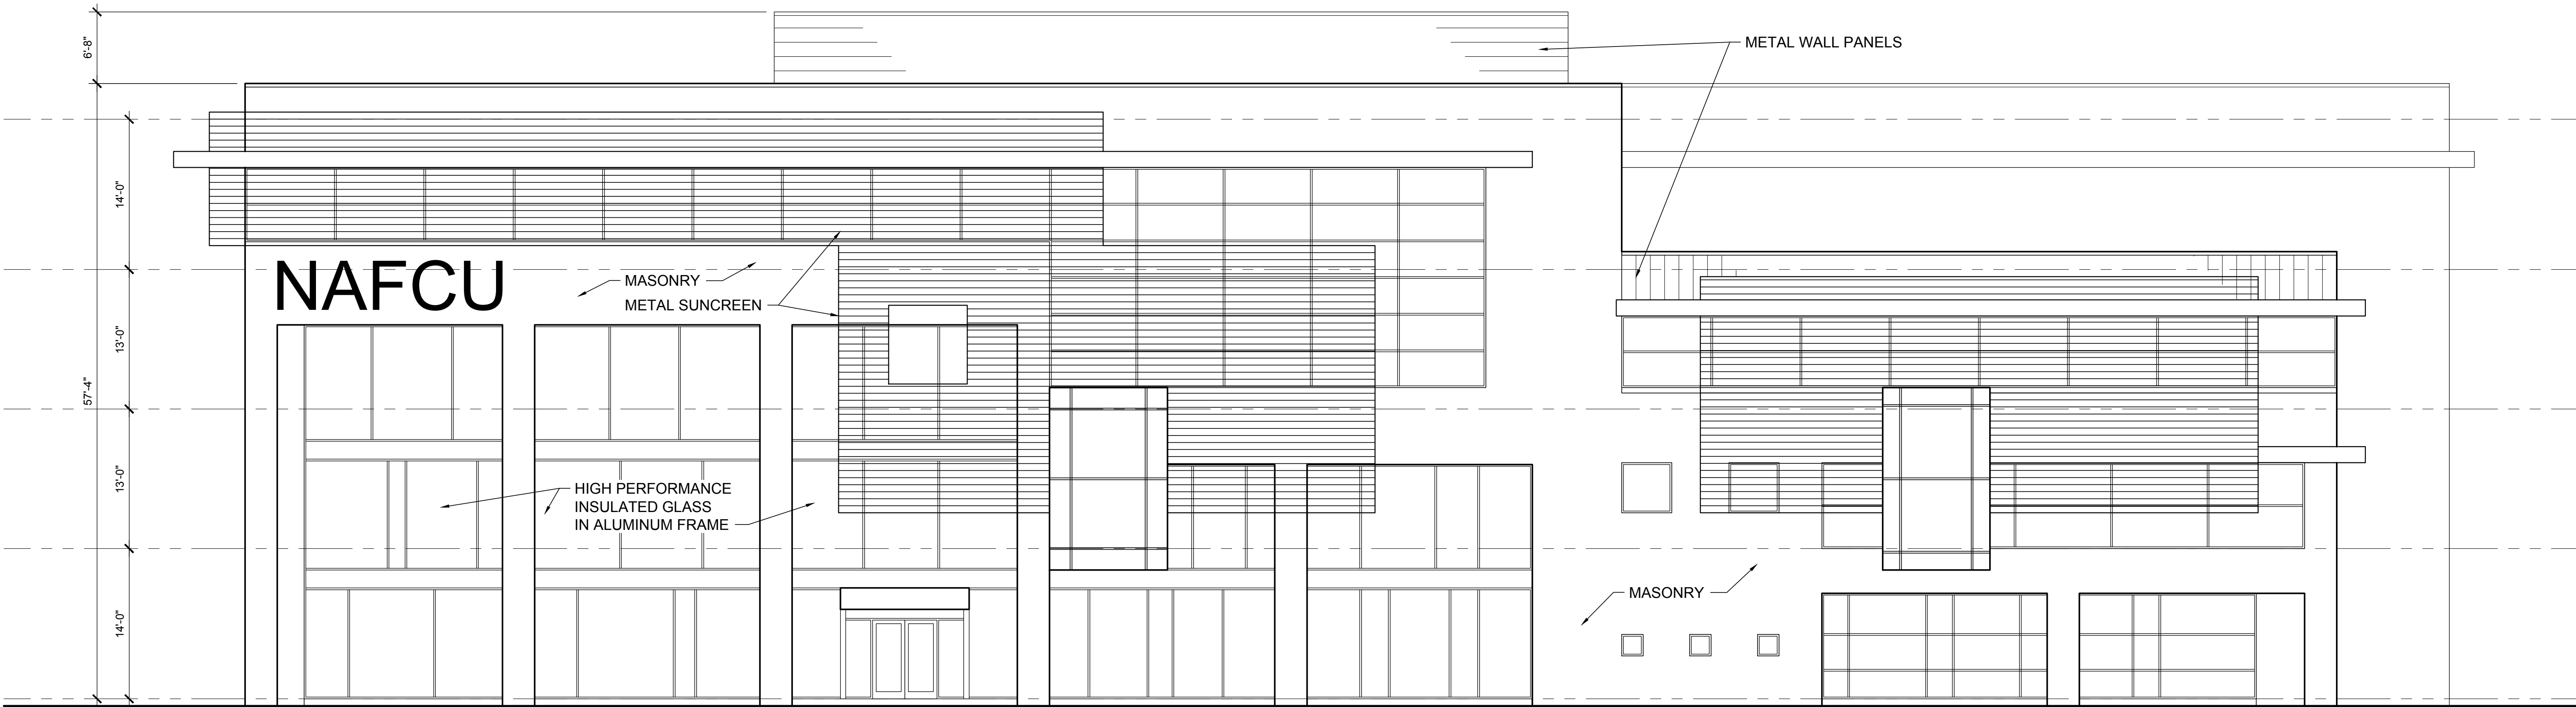 6'-8"
METAL WALL PANELS
14'-0"
NAFCU
MASONRY
METAL SUNCREEN
13'-0"
57'-4"
13'-0"
HIGH PERFORMANCE
INSULATED GLASS
IN ALUMINUM FRAME
MASONRY
14'-0"